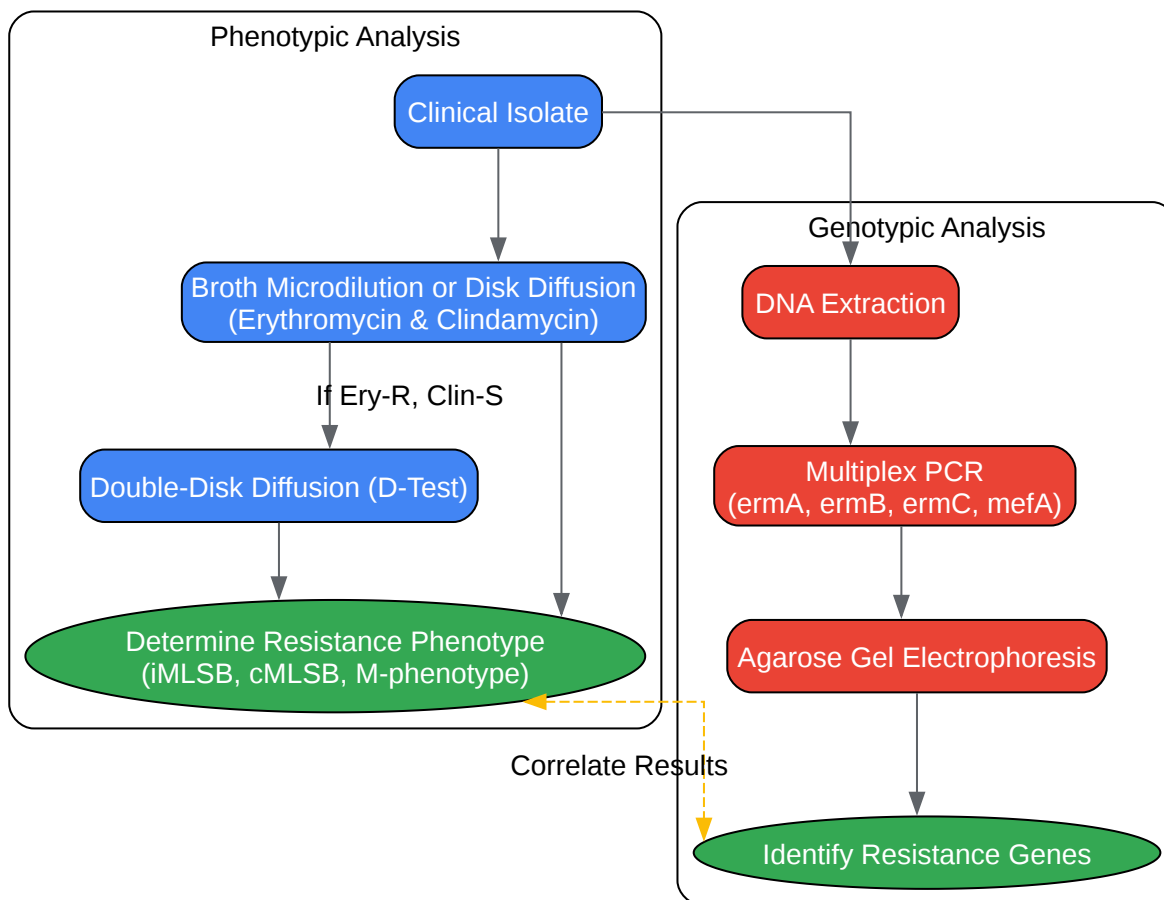 Phenotypic Analysis
Clinical Isolate
Broth Microdilution or Disk Diffusion
(Erythromycin & Clindamycin)
If Ery-R, Clin-S
Double-Disk Diffusion (D-Test)
Determine Resistance Phenotype
(iMLSB, cMLSB, M-phenotype)
Correlate Results
Genotypic Analysis
DNA Extraction
Multiplex PCR
(ermA, ermB, ermC, mefA)
Agarose Gel Electrophoresis
Identify Resistance Genes